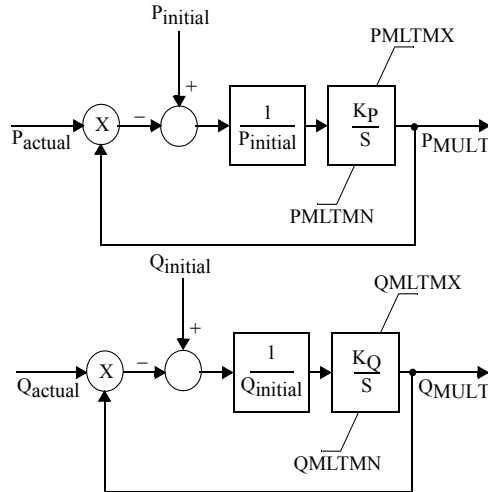 Pinitial
PMLTMX
+
−
X
Pactual
1
Pinitial
KP
S
PMULT
PMLTMN
Qinitial
QMLTMX
+
−
X
Qactual
1
Qinitial
KQ
S
QMULT
QMLTMN